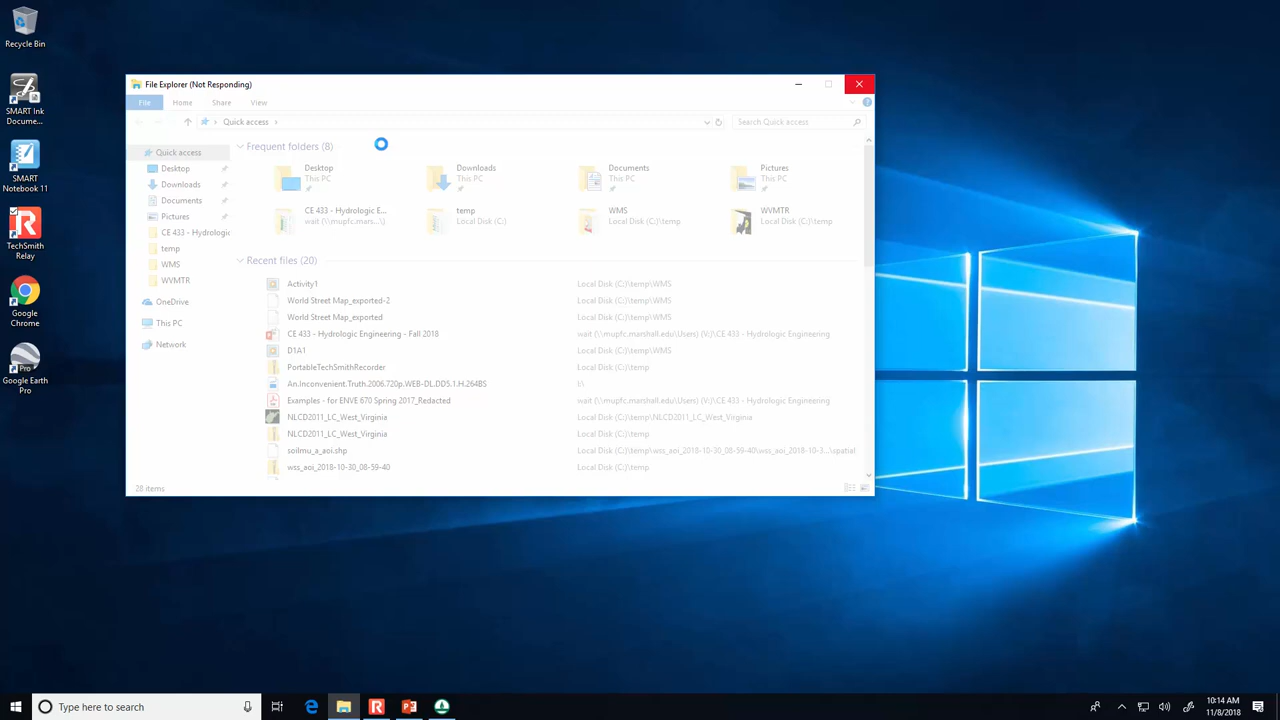 Recycle Bin
SMART Ink
Docume...
SMART
Notebook 11
TechSmith
Relay
Google
Chrome
Google Earth
Pro
File Explorer (Not Responding)
File Home Share View
Quick access
Search Quick access
Quick access
Desktop
Downloads
Documents
Pictures
CE 433 - Hydrologic
temp
WMS
WVMTR
OneDrive
This PC
Network
Frequent folders (8)
Desktop
This PC
Downloads
This PC
Documents
This PC
Pictures
This PC
CE 433 - Hydrologic E...
wait (\\mupfc.mars...\)
temp
Local Disk (C:)
WMS
Local Disk (C:)\temp
WVMTR
Local Disk (C:)\temp
Recent files (20)
Activity1 Local Disk (C:)\temp\WMS
World Street Map_exported-2 Local Disk (C:)\temp\WMS
World Street Map_exported Local Disk (C:)\temp\WMS
CE 433 - Hydrologic Engineering - Fall 2018 wait (\\mupfc.marshall.edu\Users) (V:)\CE 433 - Hydrologic Engineering
D1A1 Local Disk (C:)\temp\WMS
PortableTechSmithRecorder Local Disk (C:)\temp
An.Inconvenient.Truth.2006.720p.WEB-DL.DD5.1.H.264BS I:\
Examples - for ENVE 670 Spring 2017_Redacted wait (\\mupfc.marshall.edu\Users) (V:)\CE 433 - Hydrologic Engineering
NLCD2011_LC_West_Virginia Local Disk (C:)\temp\NLCD2011_LC_West_Virginia
NLCD2011_LC_West_Virginia Local Disk (C:)\temp
soilmu_a_aoi.shp Local Disk (C:)\temp\wss_aoi_2018-10-30_08-59-40\wss_aoi_2018-10-3...\spatial
wss_aoi_2018-10-30_08-59-40 Local Disk (C:)\temp
28 items
Type here to search
10:14 AM
11/8/2018